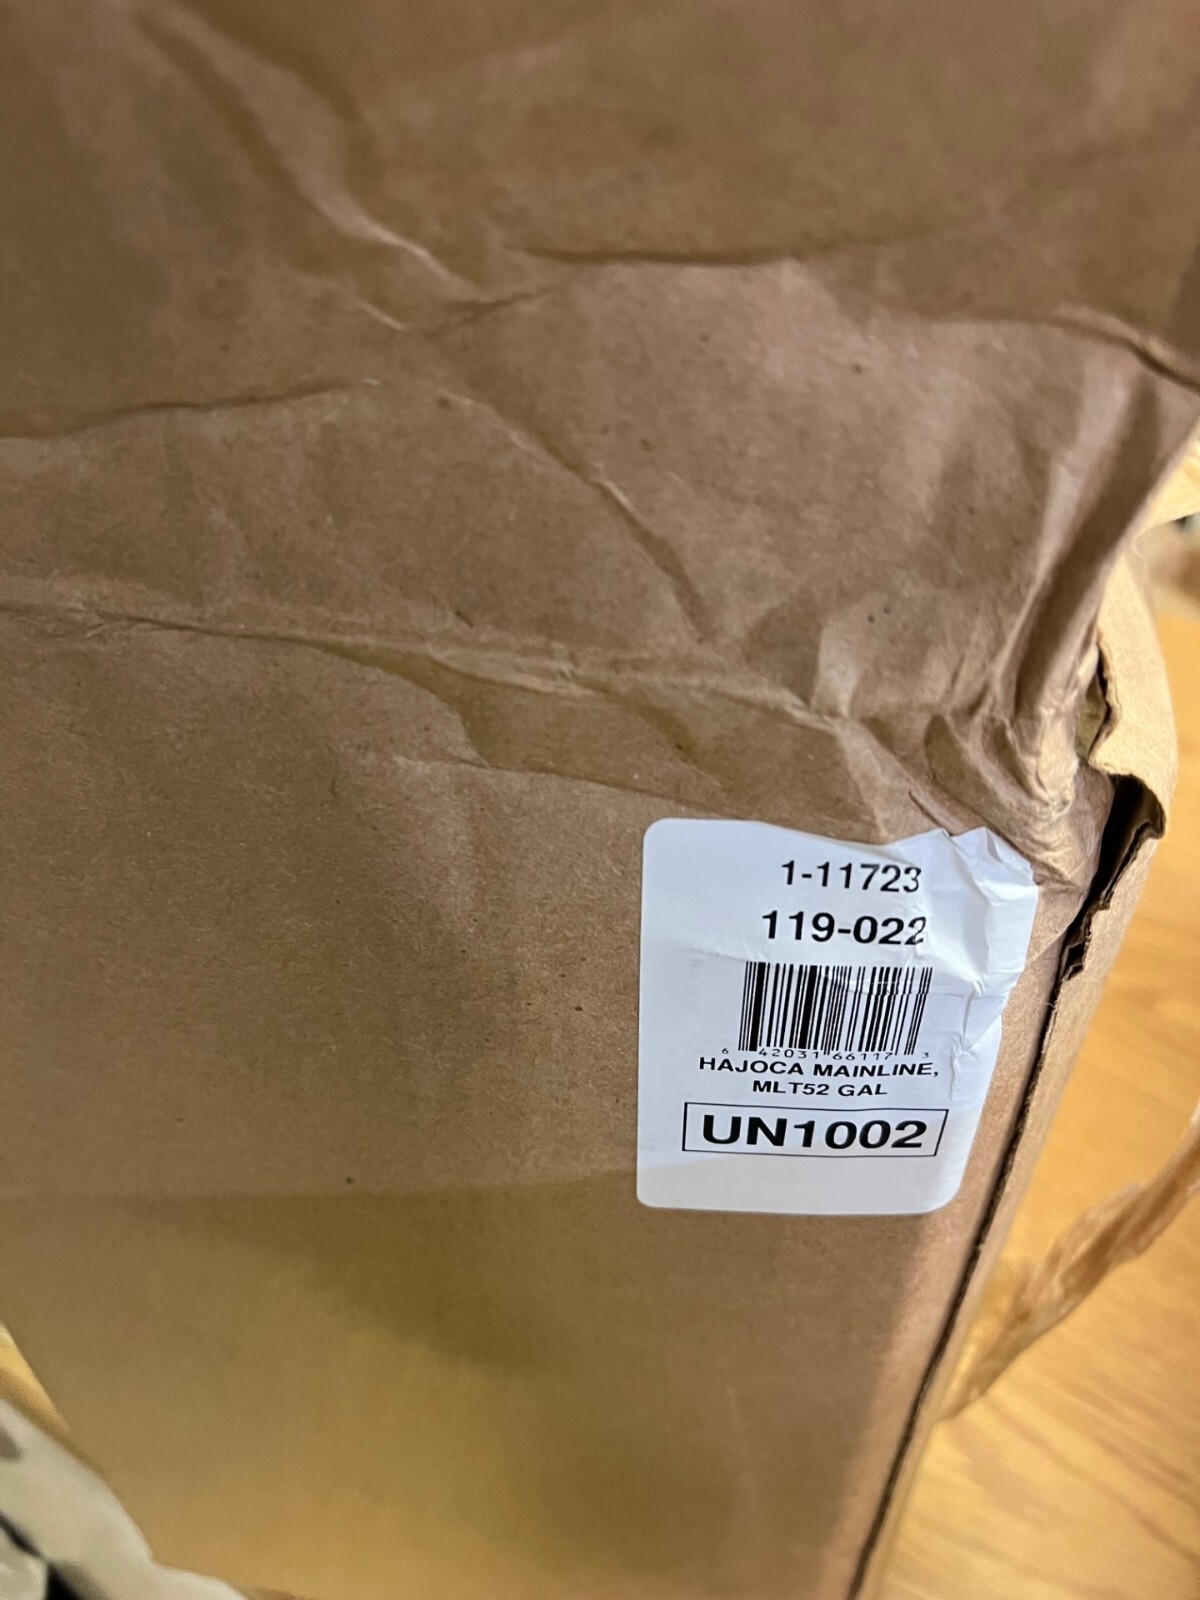 1-11723
119-022
6 42031 66117 3
HAJOCA MAINLINE,
MLT52 GAL
UN1002